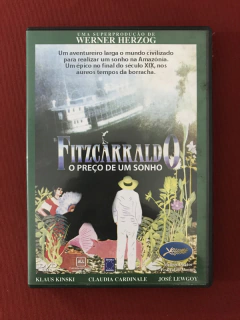 UMA SUPERPRODUÇÃO DE
WERNER HERZOG
Um aventureiro larga o mundo civilizado
para realizar um sonho na Amazônia.
Um épico ao final do século XIX, nos
áureos tempos da borracha.
FITZCARRALDO
O PREÇO DE UM SONHO
KLAUS KINSKI
CLAUDIA CARDINALE
JOSÉ LEWGOY